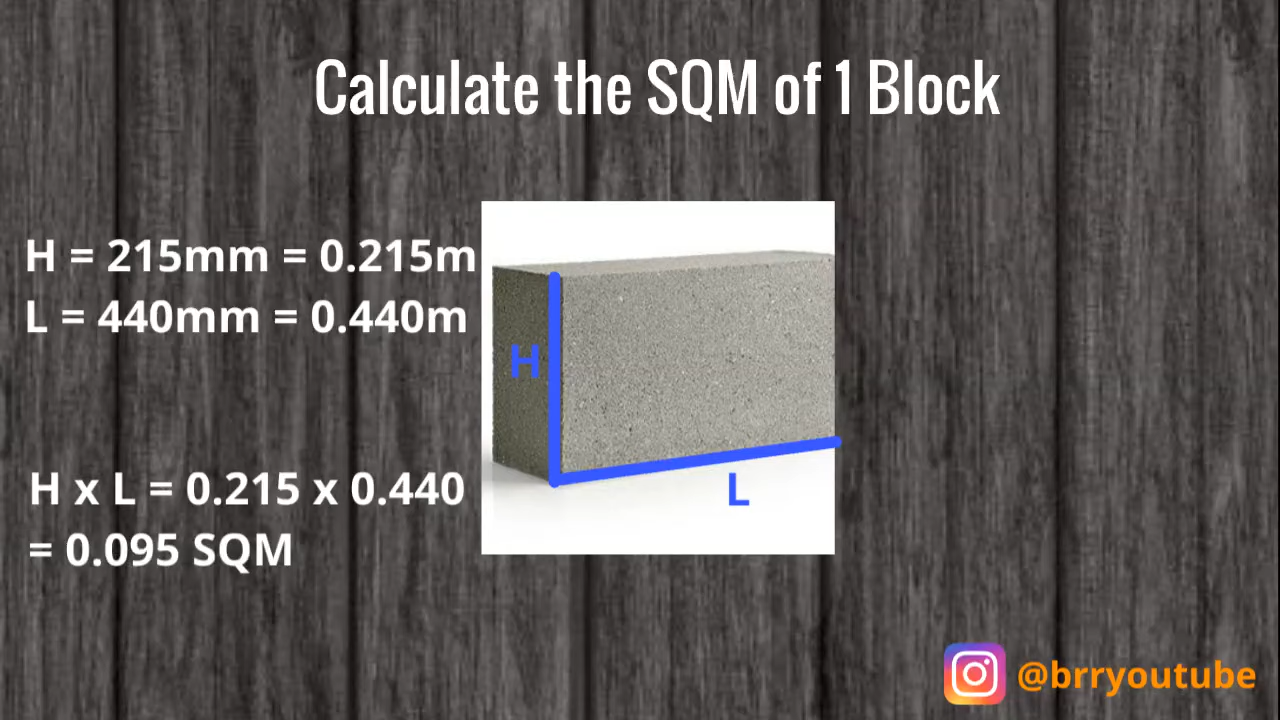 Calculate the SQM of 1 Block
H = 215mm = 0.215m
L = 440mm = 0.440m
H
L
H x L = 0.215 x 0.440
= 0.095 SQM
@brryoutube